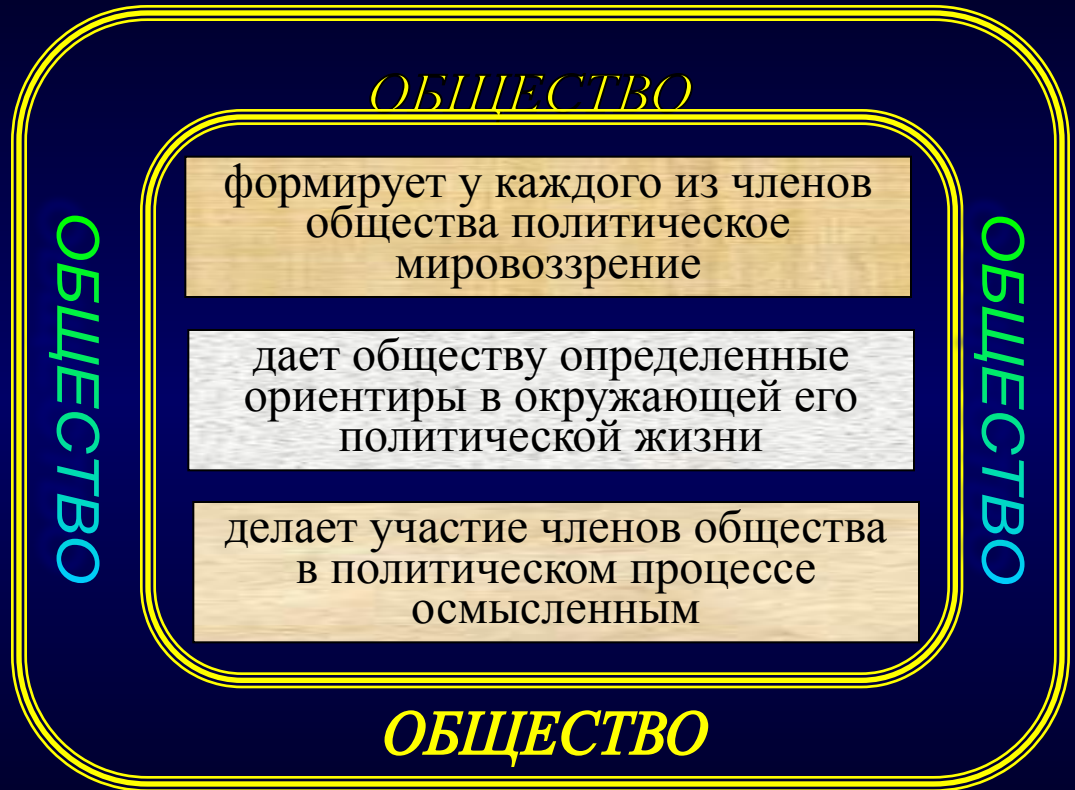 ОБЩЕСТВО
формирует у каждого из членов
общества политическое
мировоззрение
ОБЩЕСТВО
ОБЩЕСТВО
дает обществу определенные
ориентиры в окружающей его
политической жизни
делает участие членов общества
в политическом процессе
осмысленным
ОБЩЕСТВО